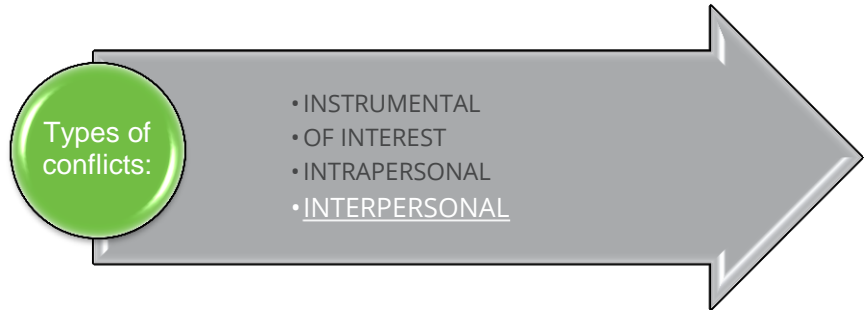 Types of
conflicts:
• INSTRUMENTAL
• OF INTEREST
• INTRAPERSONAL
• INTERPERSONAL